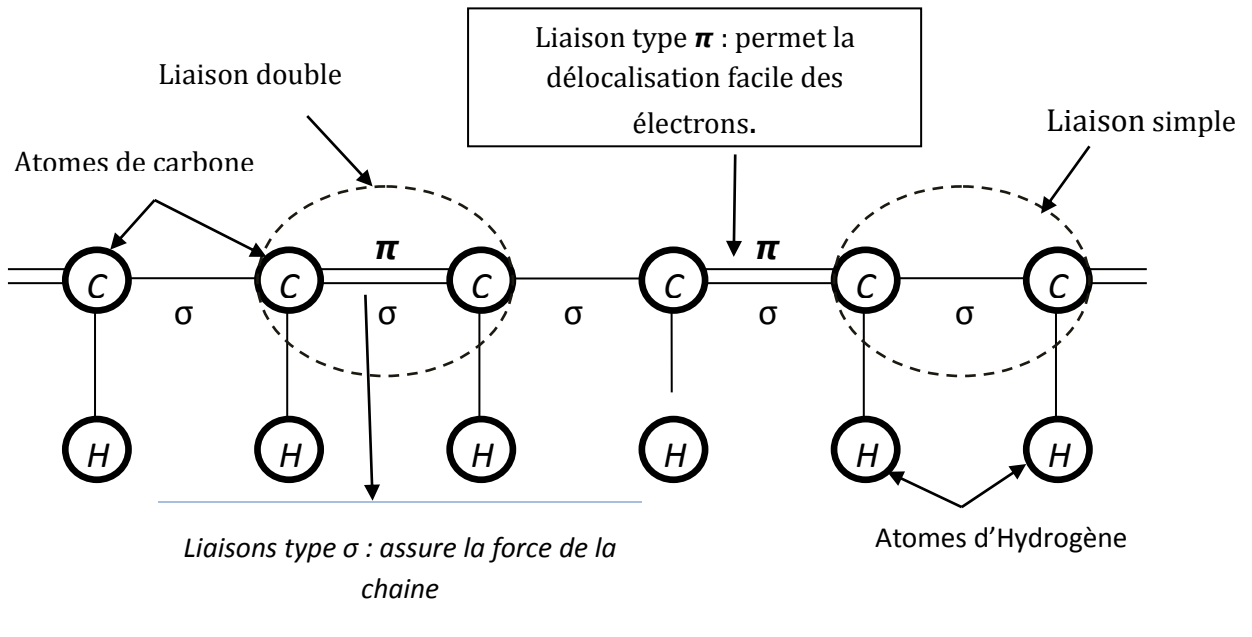 Liaison type π : permet la
délocalisation facile des
électrons.
Liaison double
Liaison simple
Atomes de carbone
π π
C C C C C C
σ σ σ σ σ
H H H H H H
Atomes d’Hydrogène
Liaisons type σ : assure la force de la
chaine